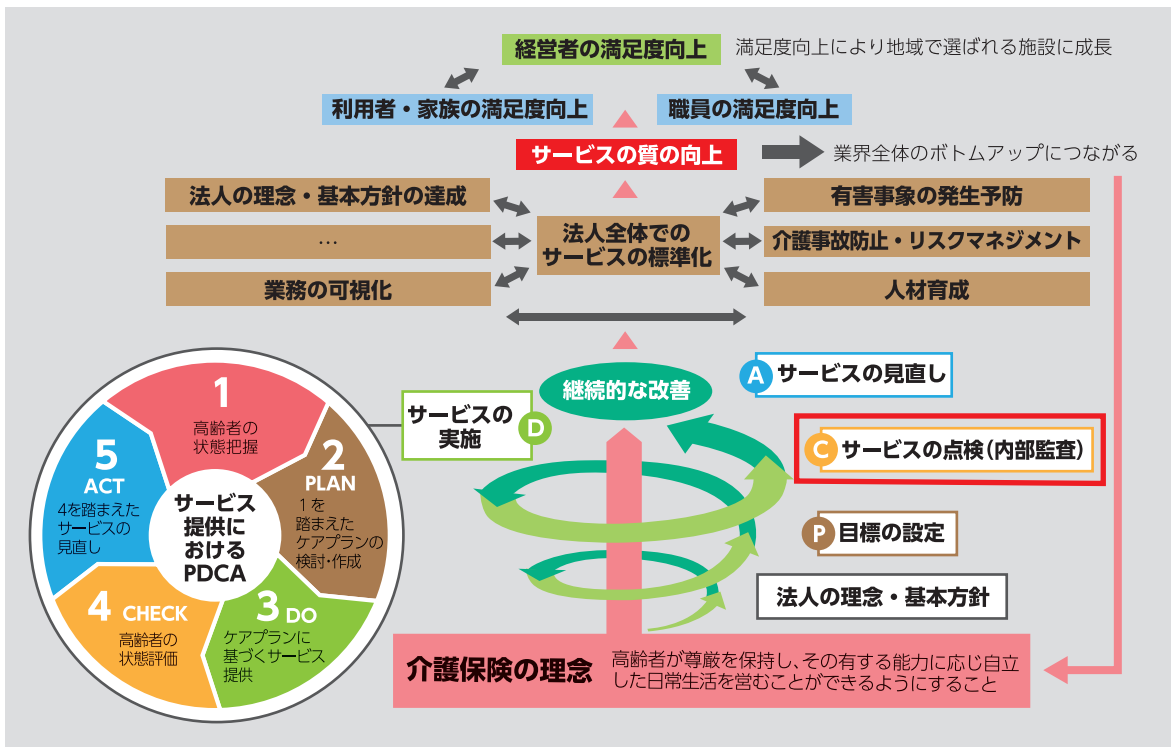 経営者の満足度向上
満足度向上により地域で選ばれる施設に成長
利用者・家族の満足度向上
職員の満足度向上
サービスの質の向上
業界全体のボトムアップにつながる
法人の理念・基本方針の達成
…
業務の可視化
法人全体での
サービスの標準化
有害事象の発生予防
介護事故防止・リスクマネジメント
人材育成
継続的な改善
A サービスの見直し
サービスの
実施
D
C サービスの点検(内部監査)
P 目標の設定
法人の理念・基本方針
1
高齢者の
状態把握
2
PLAN
1を
踏まえた
ケアプランの
検討・作成
3 DO
ケアプランに
基づくサービス
提供
4 CHECK
高齢者の
状態評価
5
ACT
4を踏まえた
サービスの
見直し
サービス
提供に
おける
PDCA
介護保険の理念
高齢者が尊厳を保持し、その有する能力に応じ自立
した日常生活を営むことができるようにすること